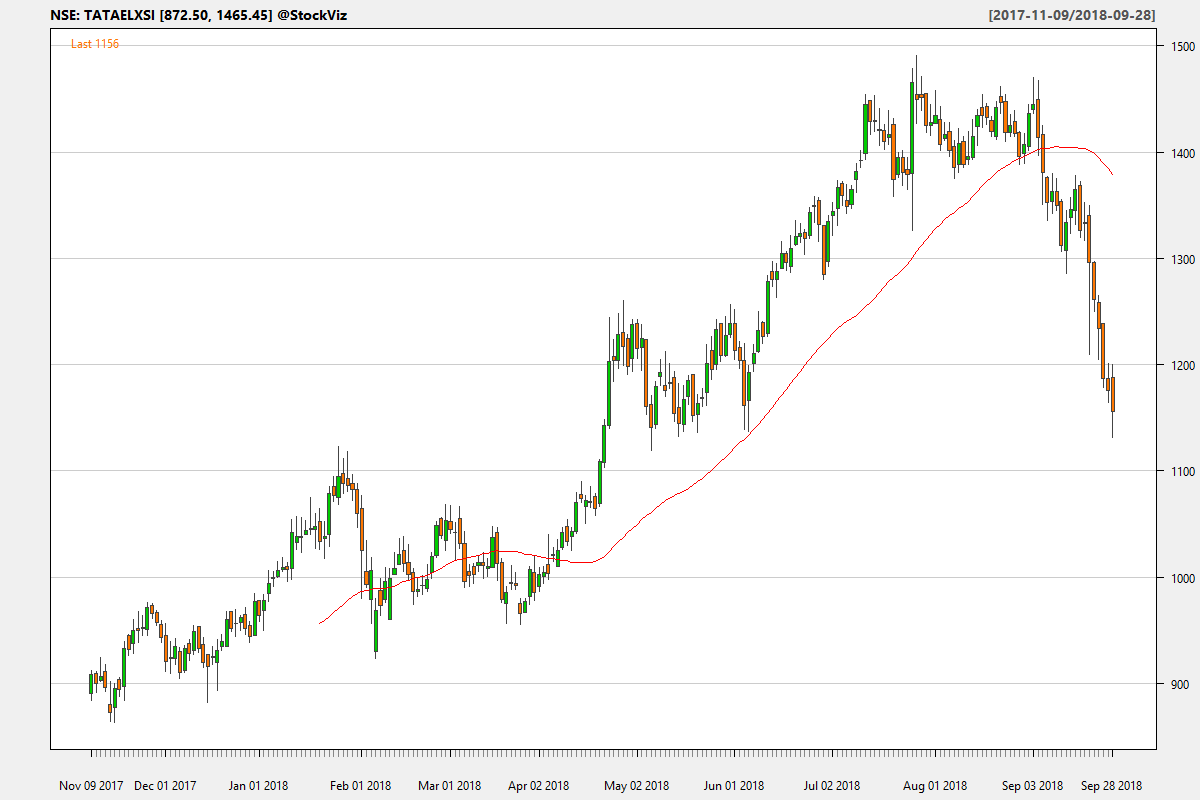 NSE: TATAELXSI [872.50, 1465.45] @StockViz [2017-11-09/2018-09-28]
Last 1156
1500
1400
1300
1200
1100
1000
900
Nov 09 2017 Dec 01 2017 Jan 01 2018 Feb 01 2018 Mar 01 2018 Apr 02 2018 May 02 2018 Jun 01 2018 Jul 02 2018 Aug 01 2018 Sep 03 2018 Sep 28 2018